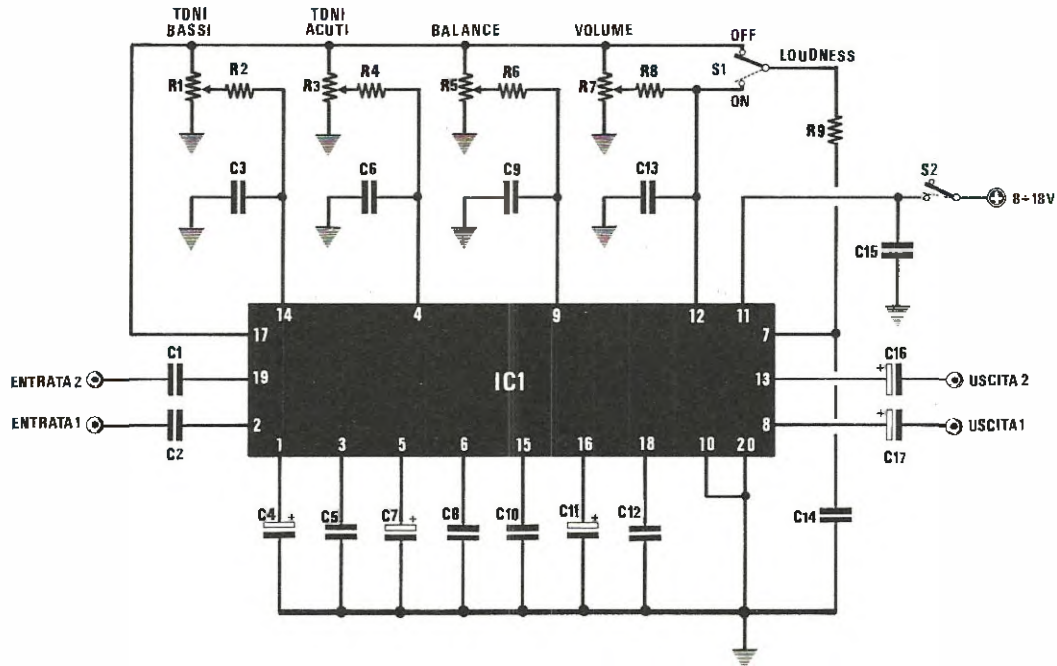 TDNI
BASSI
TDNI
ACUTI
BALANCE
VOLUME
OFF
LOUDNESS
S1
ON
R1
R2
R3
R4
R5
R6
R7
R8
R9
C3
C6
C9
C13
S2
8÷18V
C15
14
4
9
12
11
17
7
C1
ENTRATA 2
19
IC1
13
+
C16
USCITA 2
ENTRATA 1
2
8
+
C17
USCITA 1
C2
1
3
5
6
15
16
18
10
20
C4
+
C5
C7
+
C8
C10
C11
+
C12
C14